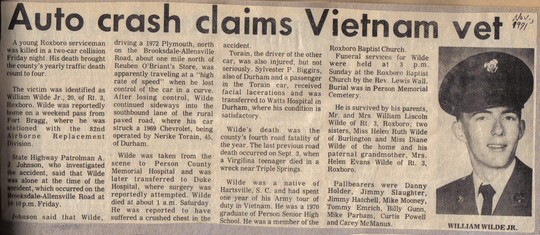 Auto crash claims Vietnam vet
Nov. 1971
A young Roxboro serviceman
was killed in a two-car collision
Friday night. His death brought
the county's yearly traffic death
count to four.
The victim was identified as
William Wilde Jr., 20, of Rt. 3,
Roxboro. Wilde was reportedly
home on a weekend pass from
Fort Bragg, where he was
stationed with the 82nd
Airborne Replacement
Division.
State Highway Patrolman A.
J. Johnson, who investigated
the accident, said that Wilde
was alone at the time of the
accident, which occurred on the
Brooksdale-Allensville Road at
10:10 p.m. Friday.
Johnson said that Wilde,
driving a 1972 Plymouth, north
on the Brooksdale-Allensville
Road, about one mile north of
Reuben O'Briant's Store, was
apparently traveling at a "high
rate of speed" when he lost
control of the car in a curve.
After losing control, Wilde
continued sideways into the
southbound lane of the rural
paved road, where his car
struck a 1969 Chevrolet, being
operated by Nerike Torain, 45,
of Durham.
Wilde was taken from the
scene to Person County
Memorial Hospital and was
later transferred to Duke
Hospital, where surgery was
reportedly attempted. Wilde
died at about 1 a.m. Saturday.
He was reported to have
suffered a crushed chest in the
accident.
Torain, the driver of the other
car, was also injured, but not
seriously. Sylvester P. Biggins,
also of Durham and a passenger
in the Torain car, received
facial lacerations and was
transferred to Watts Hospital in
Durham, where his condition is
satisfactory.
Wilde's death was the
county's fourth road fatality of
the year. The last previous road
death occurred on Sept. 3, when
a Virgilina teenager died in a
wreck near Triple Springs.
Wilde was a native of
Hartsville, S. C. and had spent
one year of his Army tour of
duty in Vietnam. He was a 1970
graduate of Person Senior High
School. He was a member of the
Roxboro Baptist Church.
Funeral services for Wilde
were held at 3 p.m.
Sunday at the Roxboro Baptist
Church by the Rev. Lewis Wall.
Burial was in Person Memorial
Cemetery.
He is survived by his parents,
Mr. and Mrs. William Lincoln
Wilde of Rt. 3, Roxboro; two
sisters, Miss Helen Ruth Wilde
of Burlington and Miss Diane
Wilde of the home and his
paternal grandmother, Mrs.
Helen Evans Wilde of Rt. 3,
Roxboro.
Pallbearers were Danny
Holder, Jimmy Slaughter,
Jimmy Hatchell, Mike Mooney,
Tommy Emrich, Billy Gunn,
Mike Parham, Curtis Powell
and Carey McManus.
WILLIAM WILDE JR.